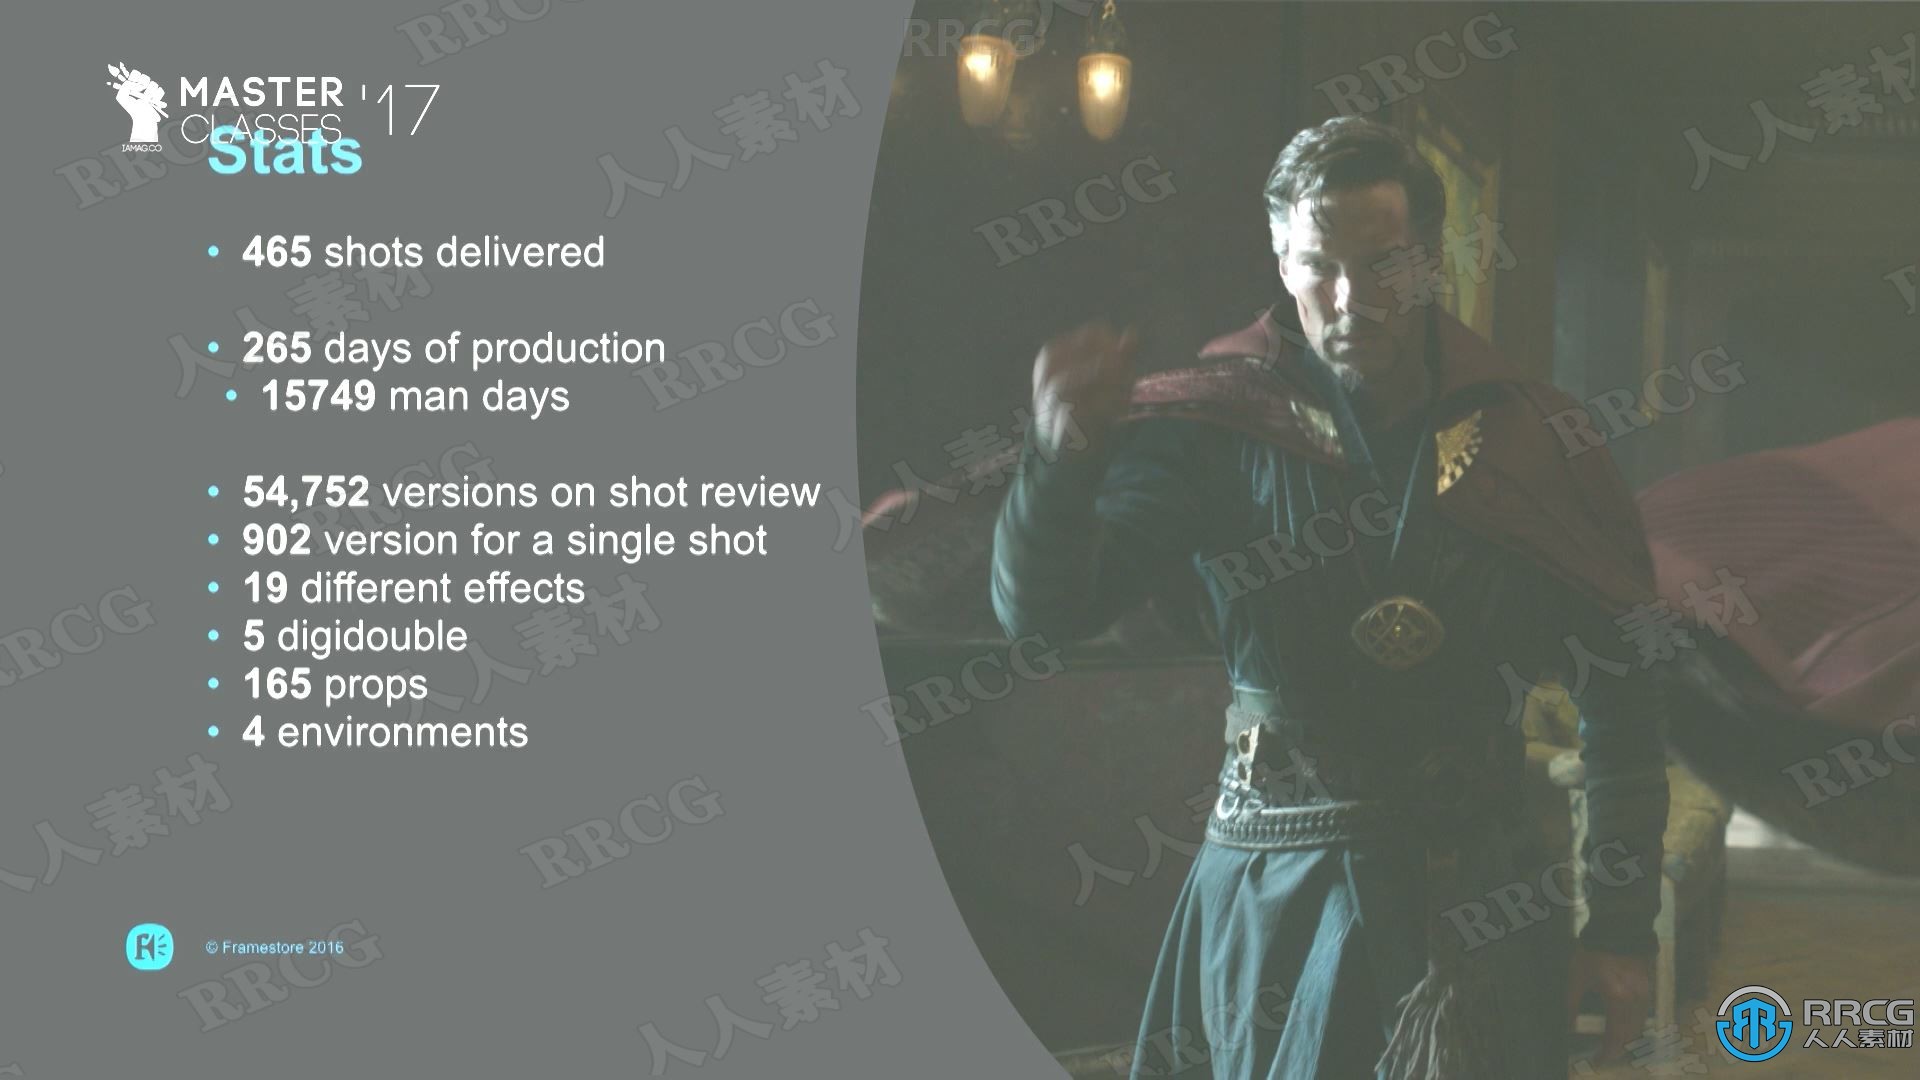 MASTER CLASSES '17
IAMAG.CO
Stats
• 465 shots delivered
• 265 days of production
• 15749 man days
• 54,752 versions on shot review
• 902 version for a single shot
• 19 different effects
• 5 digidouble
• 165 props
• 4 environments
© Framestore 2016
RRCG
人人素材